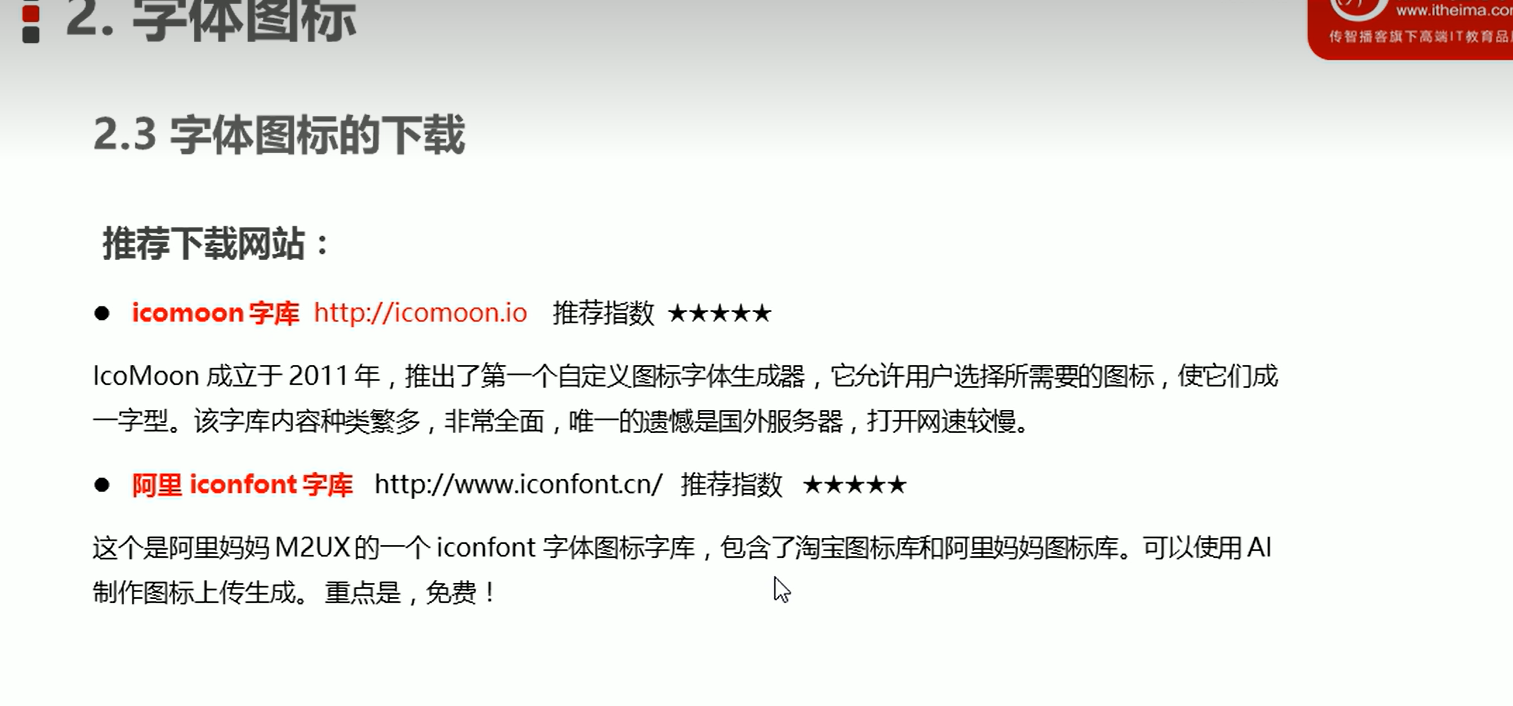 2. 字体图标
www.itheima.co
传智播客旗下高端IT教育品
2.3 字体图标的下载
推荐下载网站：
● icomoon字库 http://icomoon.io 推荐指数 ★★★★★
IcoMoon 成立于 2011 年，推出了第一个自定义图标字体生成器，它允许用户选择所需要的图标，使它们成
一字型。该字库内容种类繁多，非常全面，唯一的遗憾是国外服务器，打开网速较慢。
● 阿里 iconfont 字库 http://www.iconfont.cn/ 推荐指数 ★★★★★
这个是阿里妈妈 M2UX 的一个 iconfont 字体图标字库，包含了淘宝图标库和阿里妈妈图标库。可以使用 AI
制作图标上传生成。 重点是，免费！